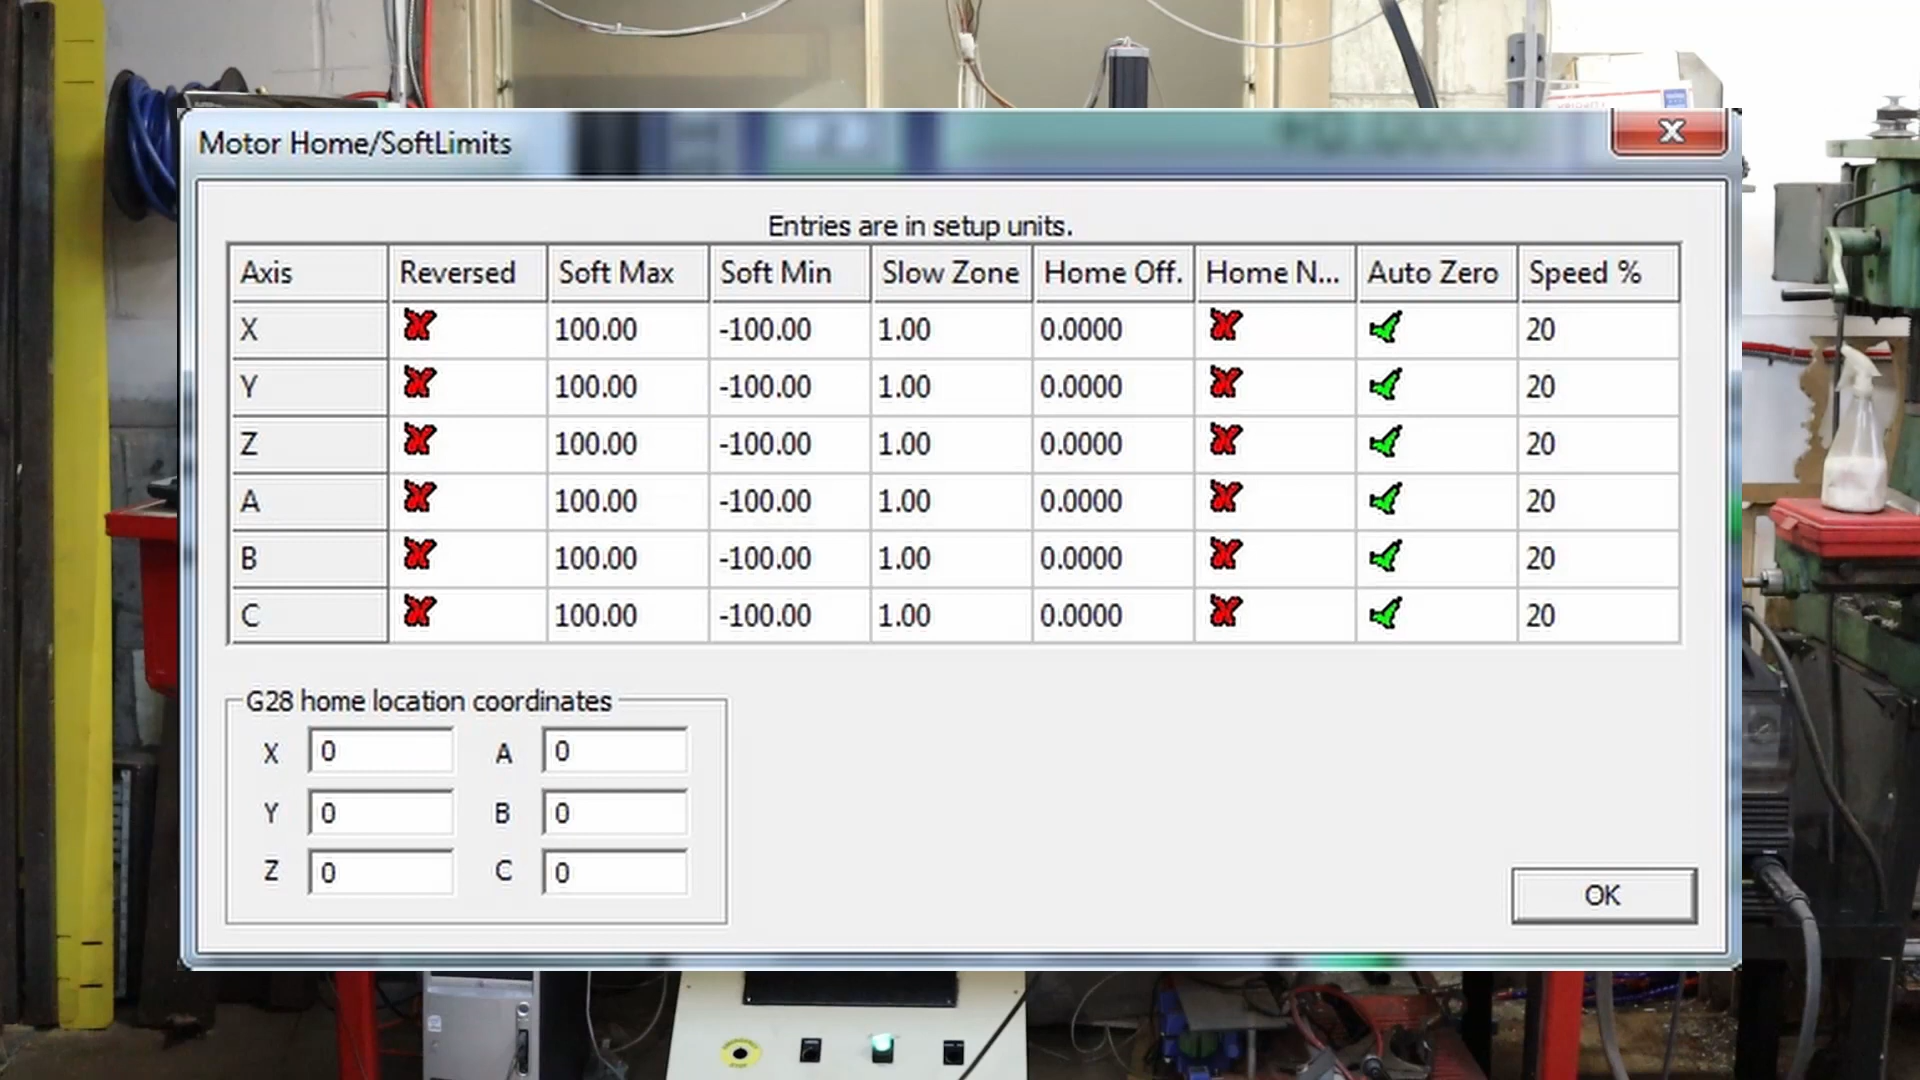 Motor Home/SoftLimits
Entries are in setup units.
Axis Reversed Soft Max Soft Min Slow Zone Home Off. Home N... Auto Zero Speed %
X 100.00 -100.00 1.00 0.0000 20
Y 100.00 -100.00 1.00 0.0000 20
Z 100.00 -100.00 1.00 0.0000 20
A 100.00 -100.00 1.00 0.0000 20
B 100.00 -100.00 1.00 0.0000 20
C 100.00 -100.00 1.00 0.0000 20
G28 home location coordinates
X 0 A 0
Y 0 B 0
Z 0 C 0
OK